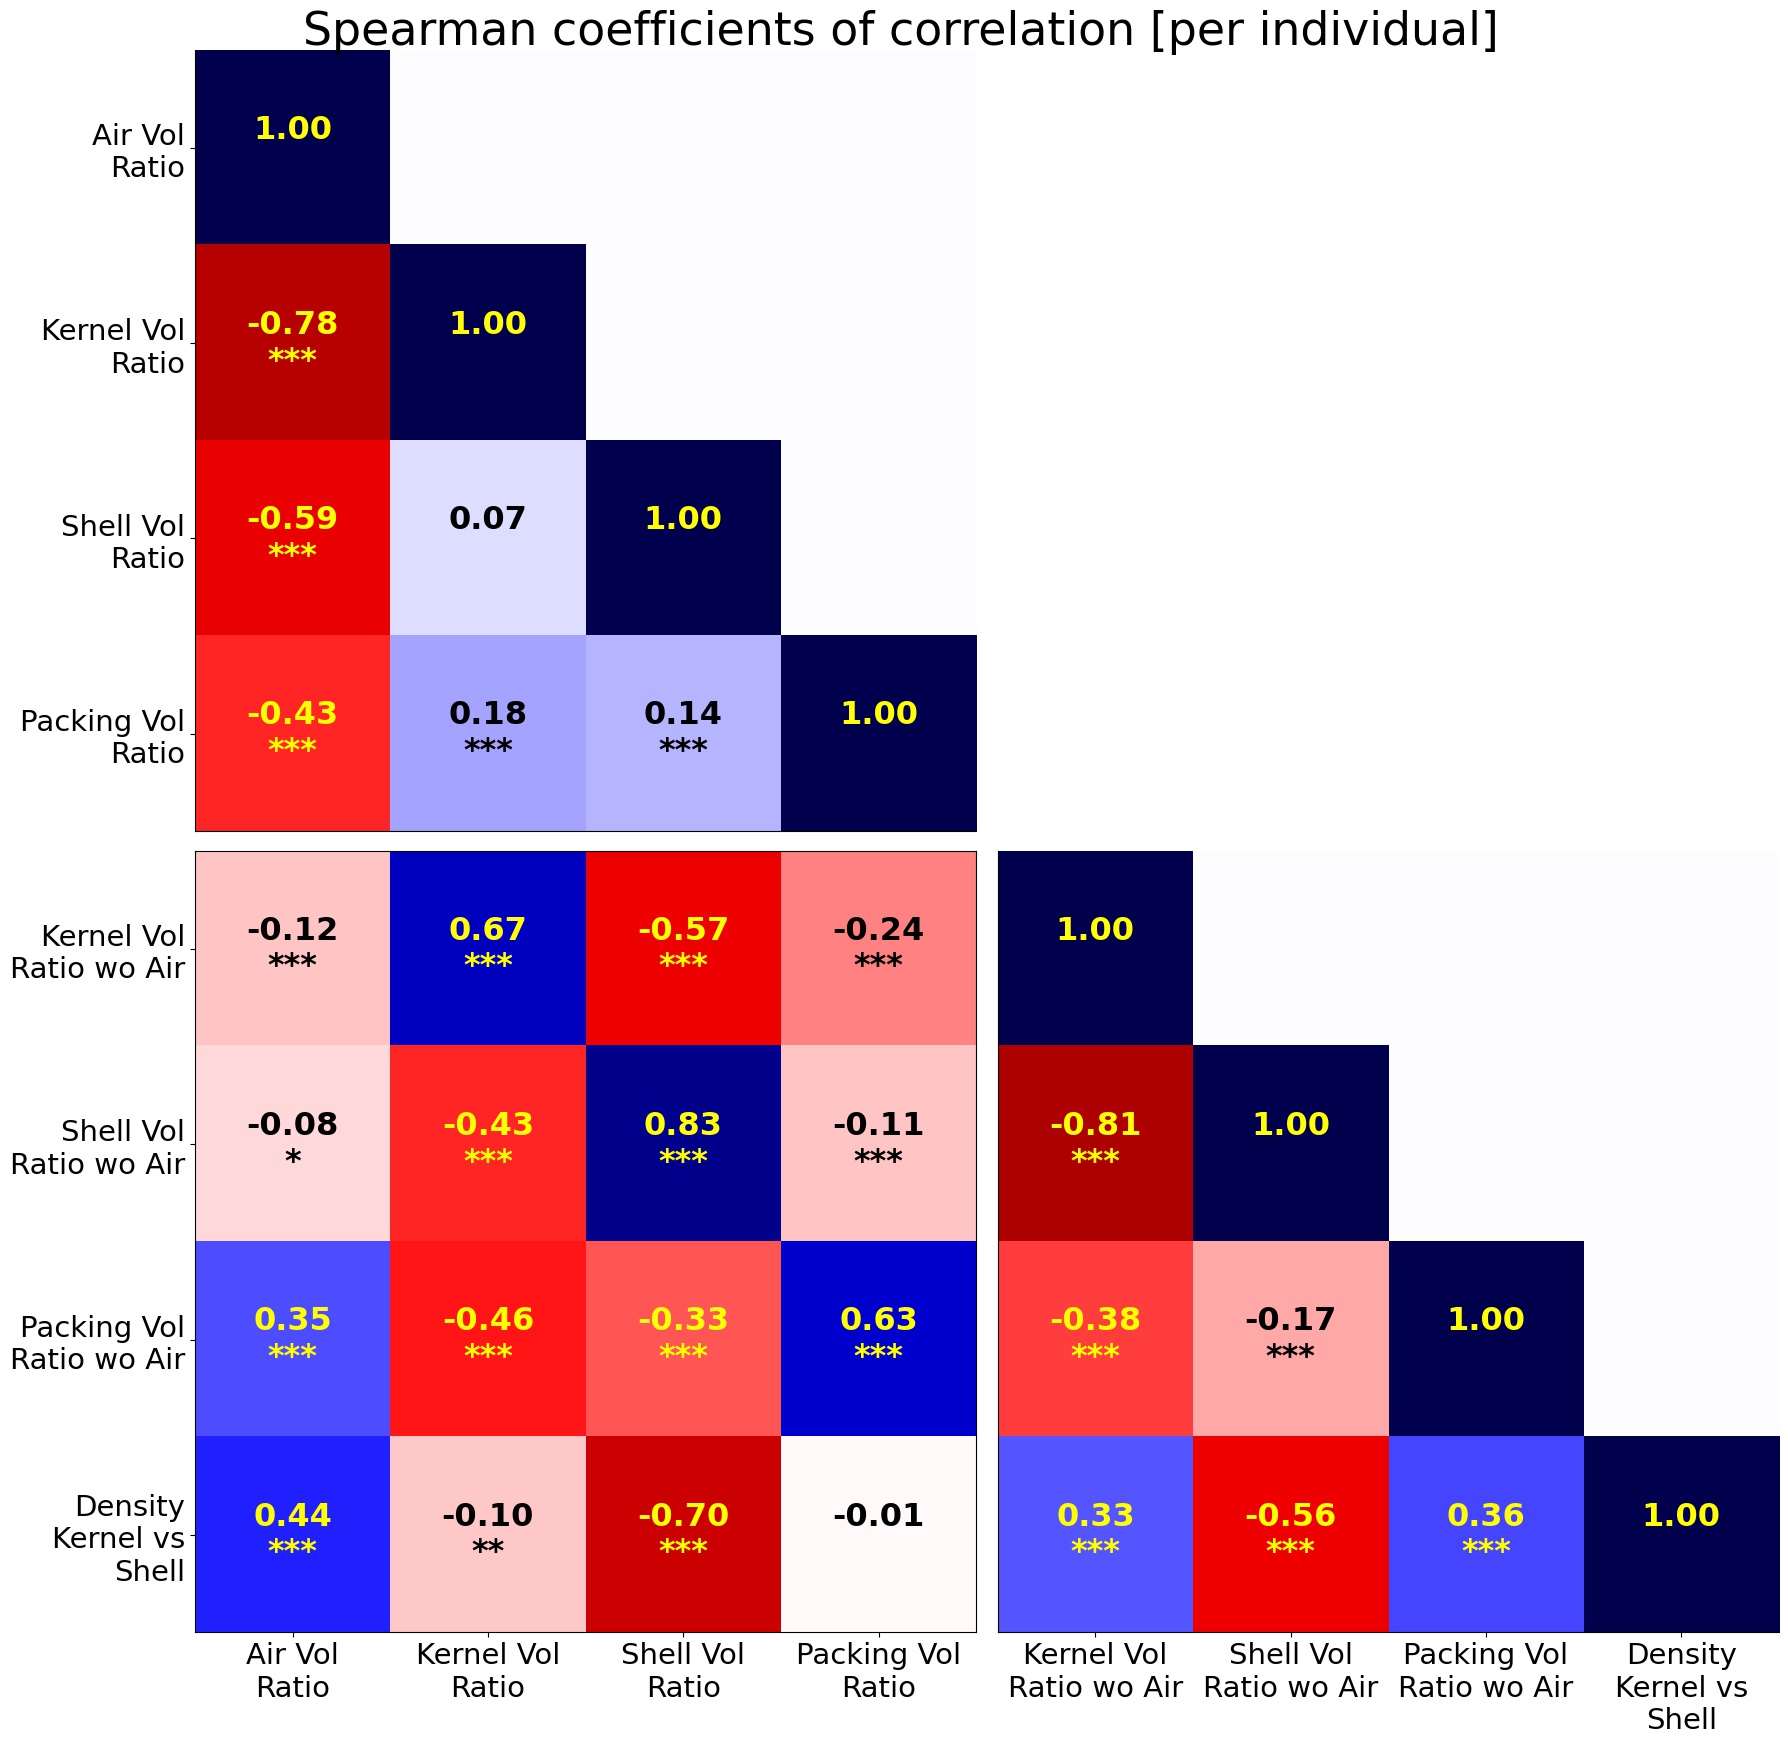 Spearman coefficients of correlation [per individual]
Air Vol
Ratio
1.00
Kernel Vol
Ratio
-0.78
***
1.00
Shell Vol
Ratio
-0.59
***
0.07
1.00
Packing Vol
Ratio
-0.43
***
0.18
***
0.14
***
1.00
Kernel Vol
Ratio wo Air
-0.12
***
0.67
***
-0.57
***
-0.24
***
1.00
Shell Vol
Ratio wo Air
-0.08
*
-0.43
***
0.83
***
-0.11
***
-0.81
***
1.00
Packing Vol
Ratio wo Air
0.35
***
-0.46
***
-0.33
***
0.63
***
-0.38
***
-0.17
***
1.00
Density
Kernel vs
Shell
0.44
***
-0.10
**
-0.70
***
-0.01
0.33
***
-0.56
***
0.36
***
1.00
Air Vol
Ratio
Kernel Vol
Ratio
Shell Vol
Ratio
Packing Vol
Ratio
Kernel Vol
Ratio wo Air
Shell Vol
Ratio wo Air
Packing Vol
Ratio wo Air
Density
Kernel vs
Shell